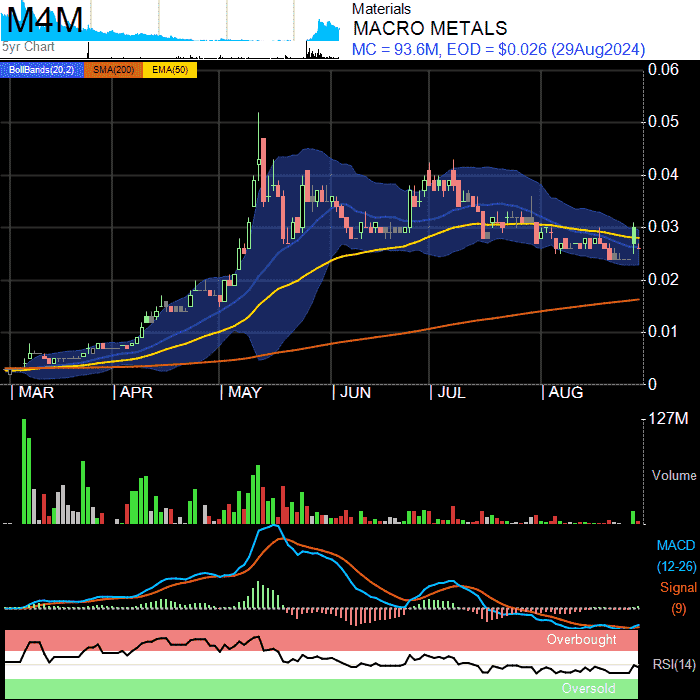 M4M
5yr Chart
Materials
MACRO METALS
MC = 93.6M, EOD = $0.026 (29Aug2024)
BollBands(20,2) SMA(200) EMA(50)
0.06
0.05
0.04
0.03
0.02
0.01
0
MAR APR MAY JUN JUL AUG
127M
Volume
MACD
(12-26)
Signal
(9)
Overbought
RSI(14)
Oversold